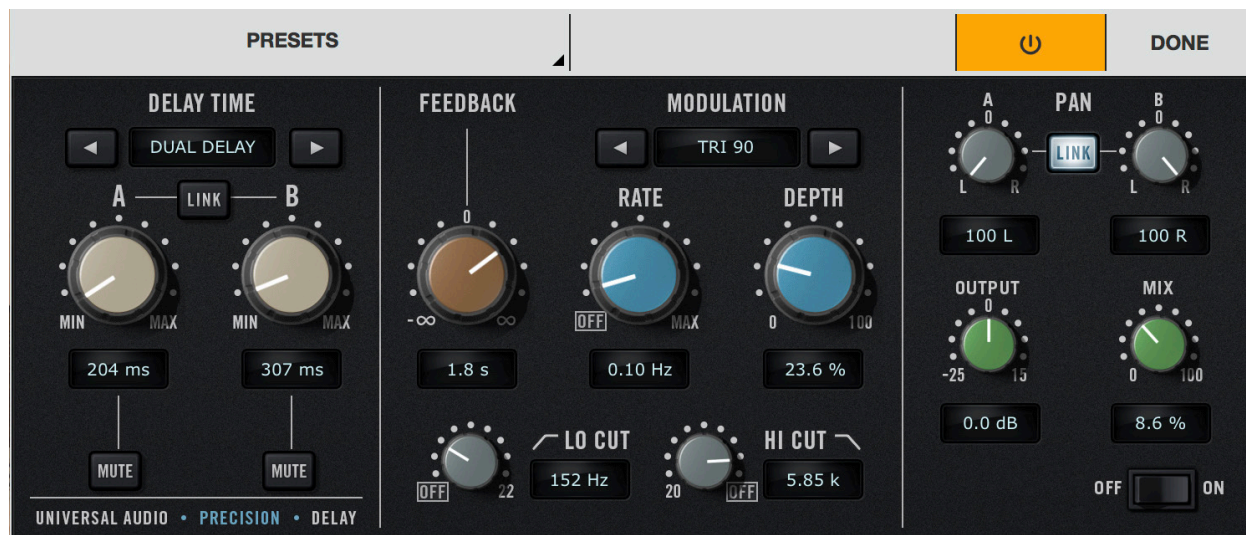 PRESETS
DONE
DELAY TIME
DUAL DELAY
A LINK B
MIN MAX MIN MAX
204 ms 307 ms
MUTE MUTE
UNIVERSAL AUDIO • PRECISION • DELAY
FEEDBACK
0
-∞ ∞
1.8 s
MODULATION
TRI 90
RATE DEPTH
OFF MAX 0 100
0.10 Hz 23.6 %
LO CUT
OFF 22 152 Hz
HI CUT
20 OFF 5.85 k
A PAN B
0 0
LINK
L R L R
100 L 100 R
OUTPUT MIX
0
-25 15 0 100
0.0 dB 8.6 %
OFF ON